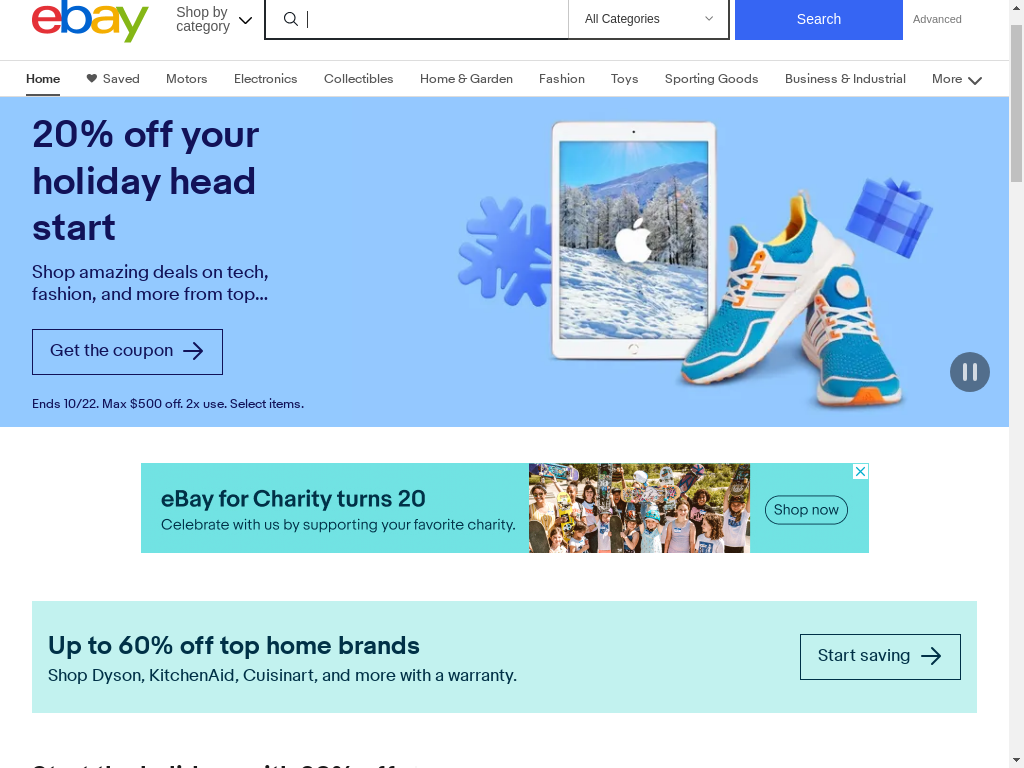 ebay
Shop by
category
All Categories
Search
Advanced
Home
Saved
Motors
Electronics
Collectibles
Home & Garden
Fashion
Toys
Sporting Goods
Business & Industrial
More
20% off your
holiday head
start
Shop amazing deals on tech,
fashion, and more from top...
Get the coupon
Ends 10/22. Max $500 off. 2x use. Select items.
eBay for Charity turns 20
Celebrate with us by supporting your favorite charity.
Shop now
Up to 60% off top home brands
Shop Dyson, KitchenAid, Cuisinart, and more with a warranty.
Start saving